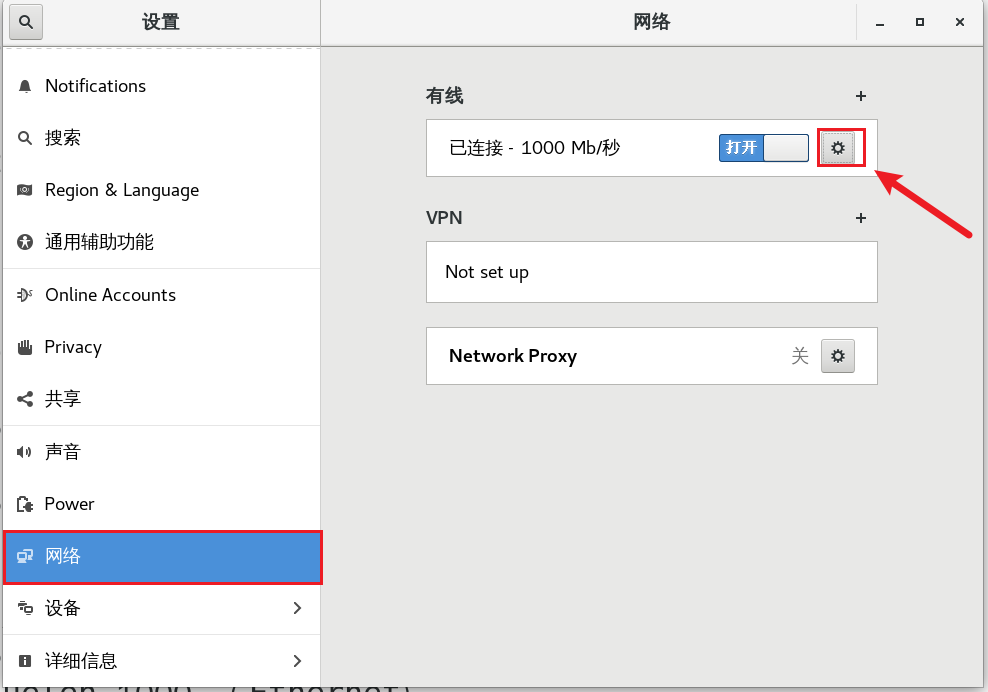 设置
网络
Notifications
搜索
Region & Language
通用辅助功能
Online Accounts
Privacy
共享
声音
Power
网络
设备
详细信息
有线
已连接 - 1000 Mb/秒
打开
VPN
Not set up
Network Proxy
关